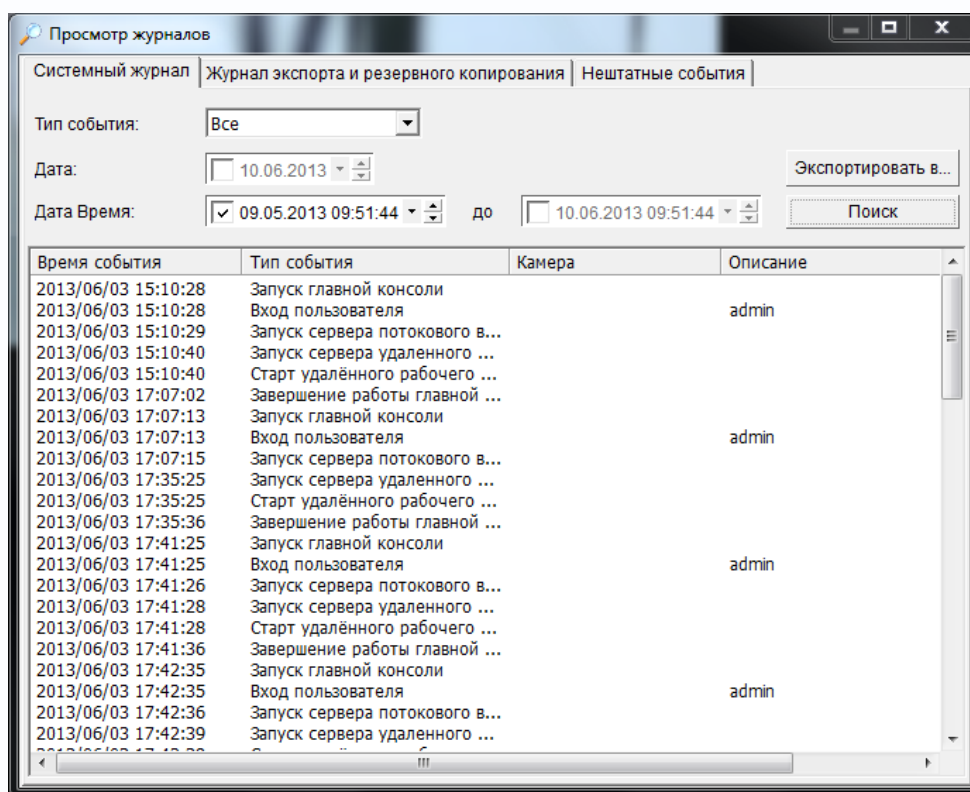 Просмотр журналов
Системный журнал Журнал экспорта и резервного копирования Нештатные события
Тип события: Все
Дата: 10.06.2013 Экспортировать в...
Дата Время: 09.05.2013 09:51:44 до 10.06.2013 09:51:44 Поиск
Время события Тип события Камера Описание
2013/06/03 15:10:28 Запуск главной консоли
2013/06/03 15:10:28 Вход пользователя admin
2013/06/03 15:10:29 Запуск сервера потокового в...
2013/06/03 15:10:40 Запуск сервера удаленного ...
2013/06/03 15:10:40 Старт удалённого рабочего ...
2013/06/03 17:07:02 Завершение работы главной ...
2013/06/03 17:07:13 Запуск главной консоли
2013/06/03 17:07:13 Вход пользователя admin
2013/06/03 17:07:15 Запуск сервера потокового в...
2013/06/03 17:35:25 Запуск сервера удаленного ...
2013/06/03 17:35:25 Старт удалённого рабочего ...
2013/06/03 17:35:36 Завершение работы главной ...
2013/06/03 17:41:25 Запуск главной консоли
2013/06/03 17:41:25 Вход пользователя admin
2013/06/03 17:41:26 Запуск сервера потокового в...
2013/06/03 17:41:28 Запуск сервера удаленного ...
2013/06/03 17:41:28 Старт удалённого рабочего ...
2013/06/03 17:41:36 Завершение работы главной ...
2013/06/03 17:42:35 Запуск главной консоли
2013/06/03 17:42:35 Вход пользователя admin
2013/06/03 17:42:36 Запуск сервера потокового в...
2013/06/03 17:42:39 Запуск сервера удаленного ...